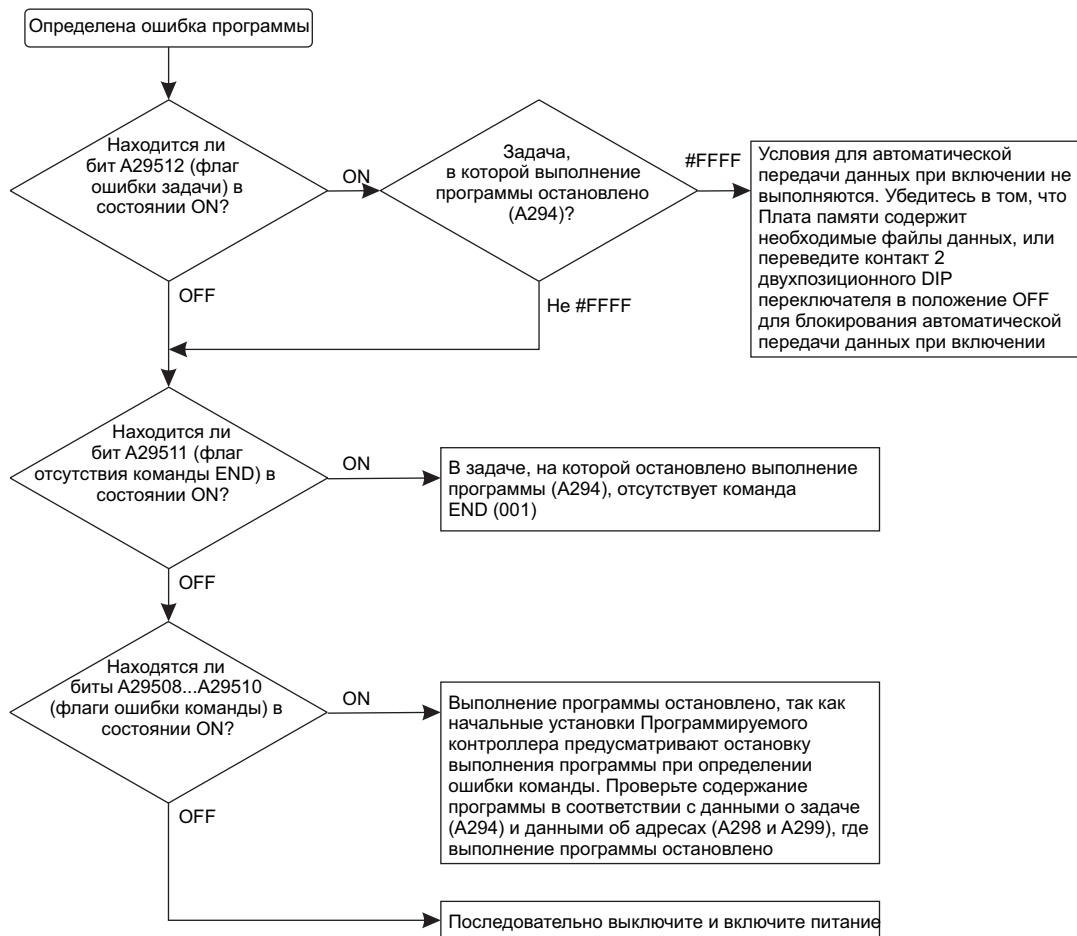 Определена ошибка программы
Находится ли
бит A29512 (флаг
ошибки задачи) в
состоянии ON?
ON
Задача,
в которой выполнение
программы остановлено
(A294)?
#FFFF
Условия для автоматической
передачи данных при включении не
выполняются. Убедитесь в том, что
Плата памяти содержит
необходимые файлы данных, или
переведите контакт 2
двухпозиционного DIP
переключателя в положение OFF
для блокирования автоматической
передачи данных при включении
OFF
Не #FFFF
Находится ли
бит A29511 (флаг
отсутствия команды END) в
состоянии ON?
ON
В задаче, на которой остановлено выполнение
программы (A294), отсутствует команда
END (001)
OFF
Находятся ли
биты A29508...A29510
(флаги ошибки команды) в
состоянии ON?
ON
Выполнение программы остановлено, так как
начальные установки Программируемого
контроллера предусматривают остановку
выполнения программы при определении
ошибки команды. Проверьте содержание
программы в соответствии с данными о задаче
(A294) и данными об адресах (A298 и A299), где
выполнение программы остановлено
OFF
Последовательно выключите и включите питание